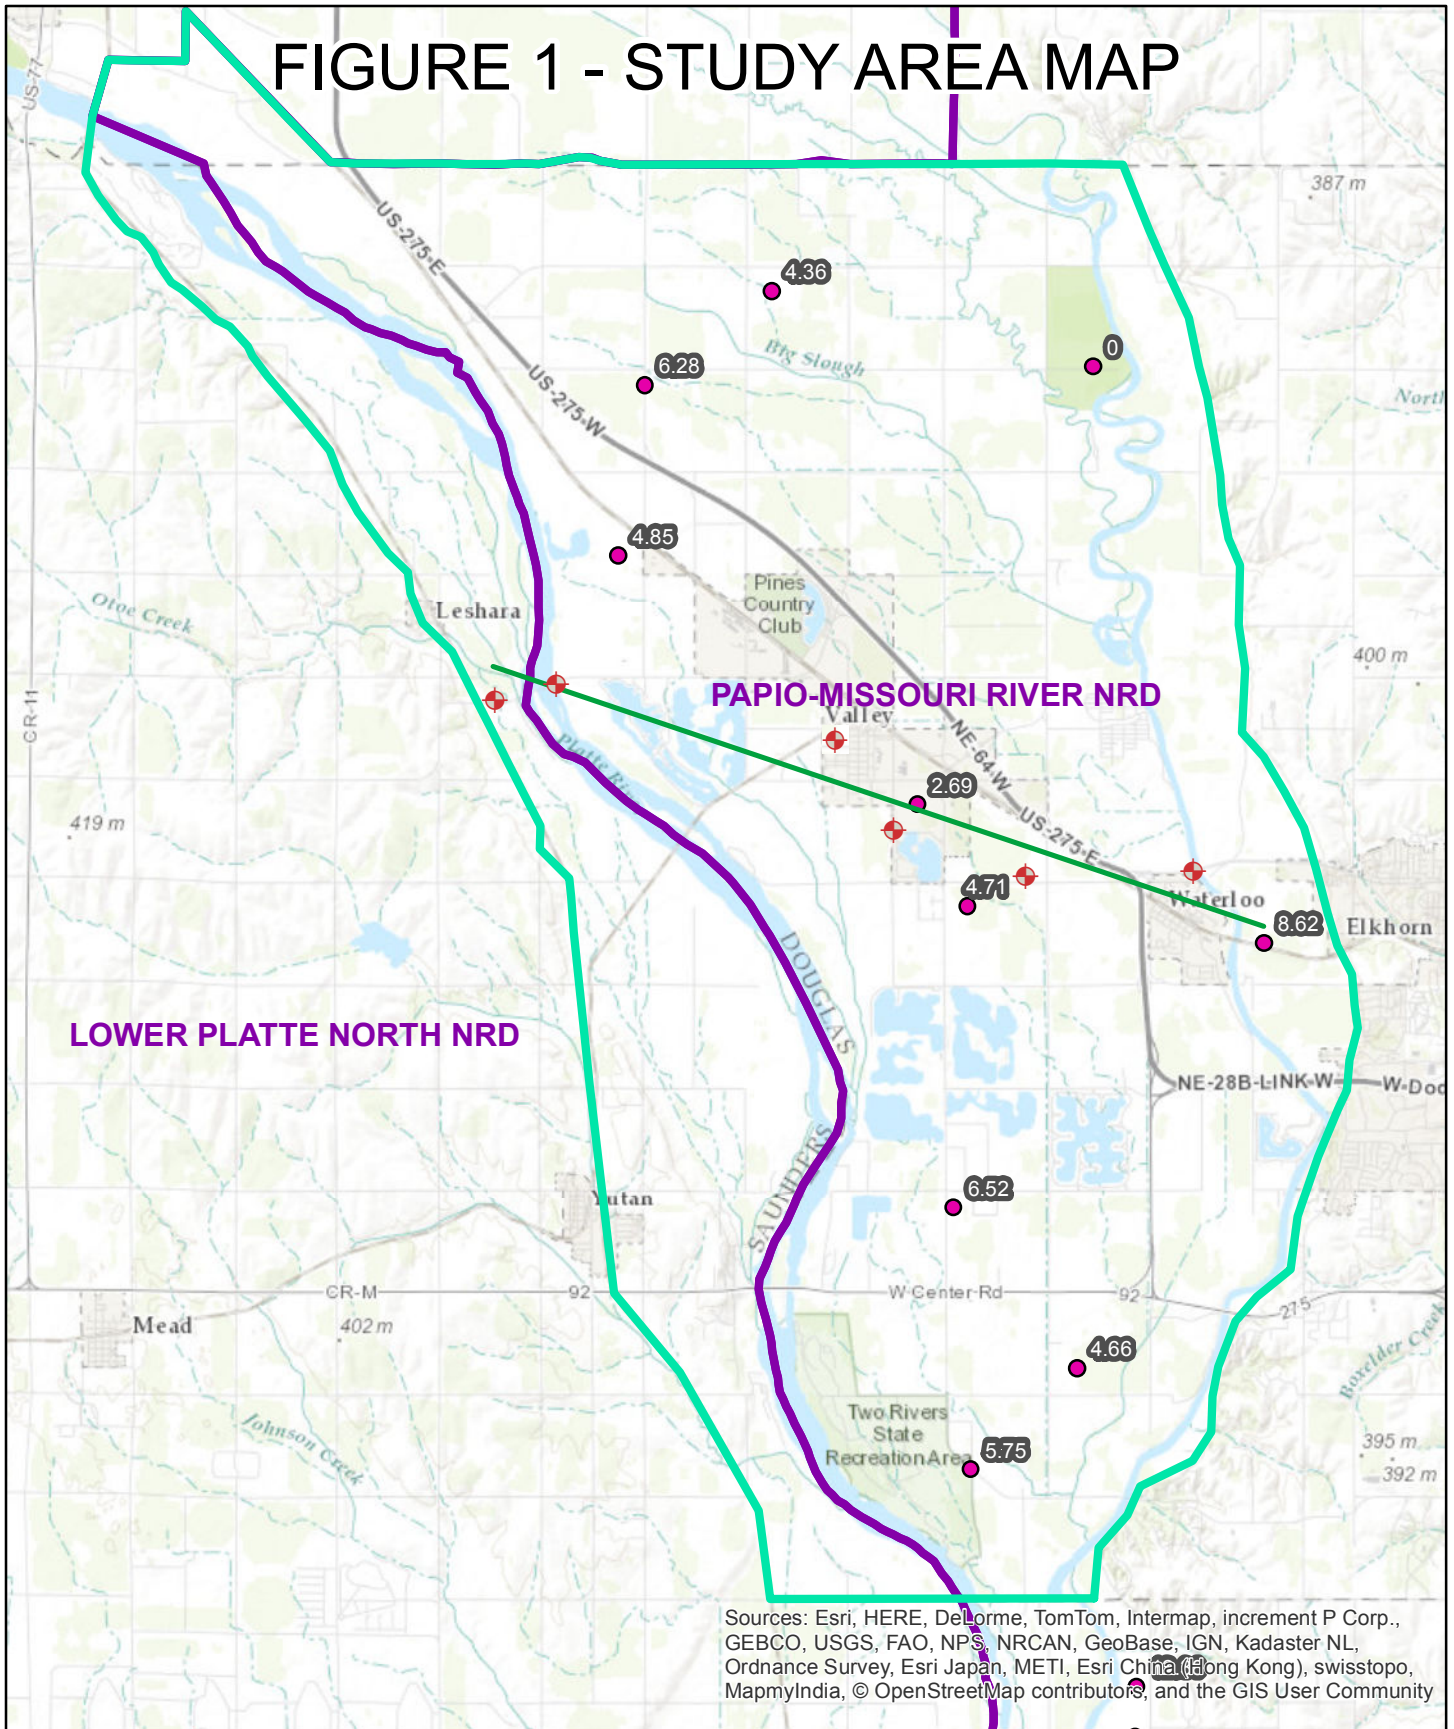 FIGURE 1 - STUDY AREA MAP
US-77
387 m
US-275-E
4.36
0
Big Slough
6.28
US-275-W
North
4.85
Pines
Country
Club
Otoe Creek
Leshara
400 m
PAPIO-MISSOURI RIVER NRD
CR-11
Valley
NE-64-W
Platte
2.69
US-275-E
419 m
4.71
Waterloo
8.62
Elkhorn
DOUGLAS
LOWER PLATTE NORTH NRD
NE-28B-LINK-W
W-Dod
SAUNDERS
6.52
Yutan
CR-M
92
W Center-Rd
92
275
Mead
402 m
4.66
Boxelder Creek
Two Rivers
State
Recreation Area
5.75
Johnson Creek
395 m
392 m
Sources: Esri, HERE, DeLorme, TomTom, Intermap, increment P Corp.,
GEBCO, USGS, FAO, NPS, NRCAN, GeoBase, IGN, Kadaster NL,
Ordnance Survey, Esri Japan, METI, Esri China (Hong Kong), swisstopo,
MapmyIndia, © OpenStreetMap contributors, and the GIS User Community